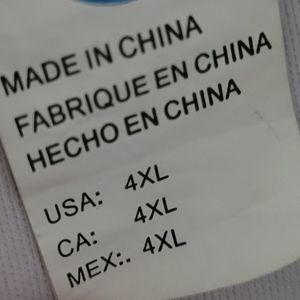 MADE IN CHINA
FABRIQUE EN CHINA
HECHO EN CHINA
USA: 4XL
CA: 4XL
MEX:. 4XL